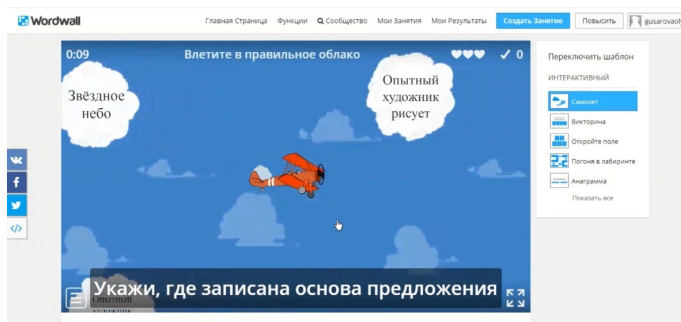 Wordwall
Главная Страница Функции Сообщество Мои Занятия Мои Результаты Создать Занятие Повысить gusarovaoly
0:09 Влетите в правильное облако ✓ 0
Звёздное
небо
Опытный
художник
рисует
Переключить шаблон
ИНТЕРАКТИВНЫЙ
Самолет
Викторина
Откройте поле
Погоня в лабиринте
Анаграмма
Показать все
f
</>
Укажи, где записана основа предложения
Опытный
художник